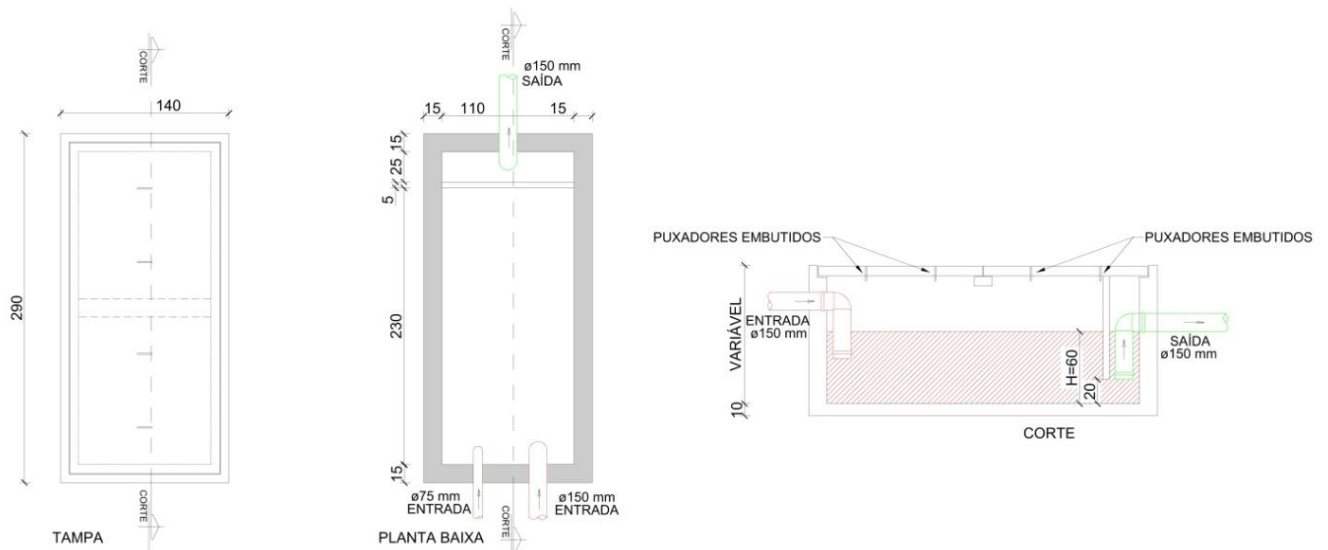 CORTE
140
290
CORTE
TAMPA
CORTE
ø150 mm
SAÍDA
15 110 15
15
25
5
230
15
ø75 mm
ENTRADA
ø150 mm
ENTRADA
CORTE
PLANTA BAIXA
PUXADORES EMBUTIDOS
PUXADORES EMBUTIDOS
VARIÁVEL
10
ENTRADA
ø150 mm
H=60
20
SAÍDA
ø150 mm
CORTE